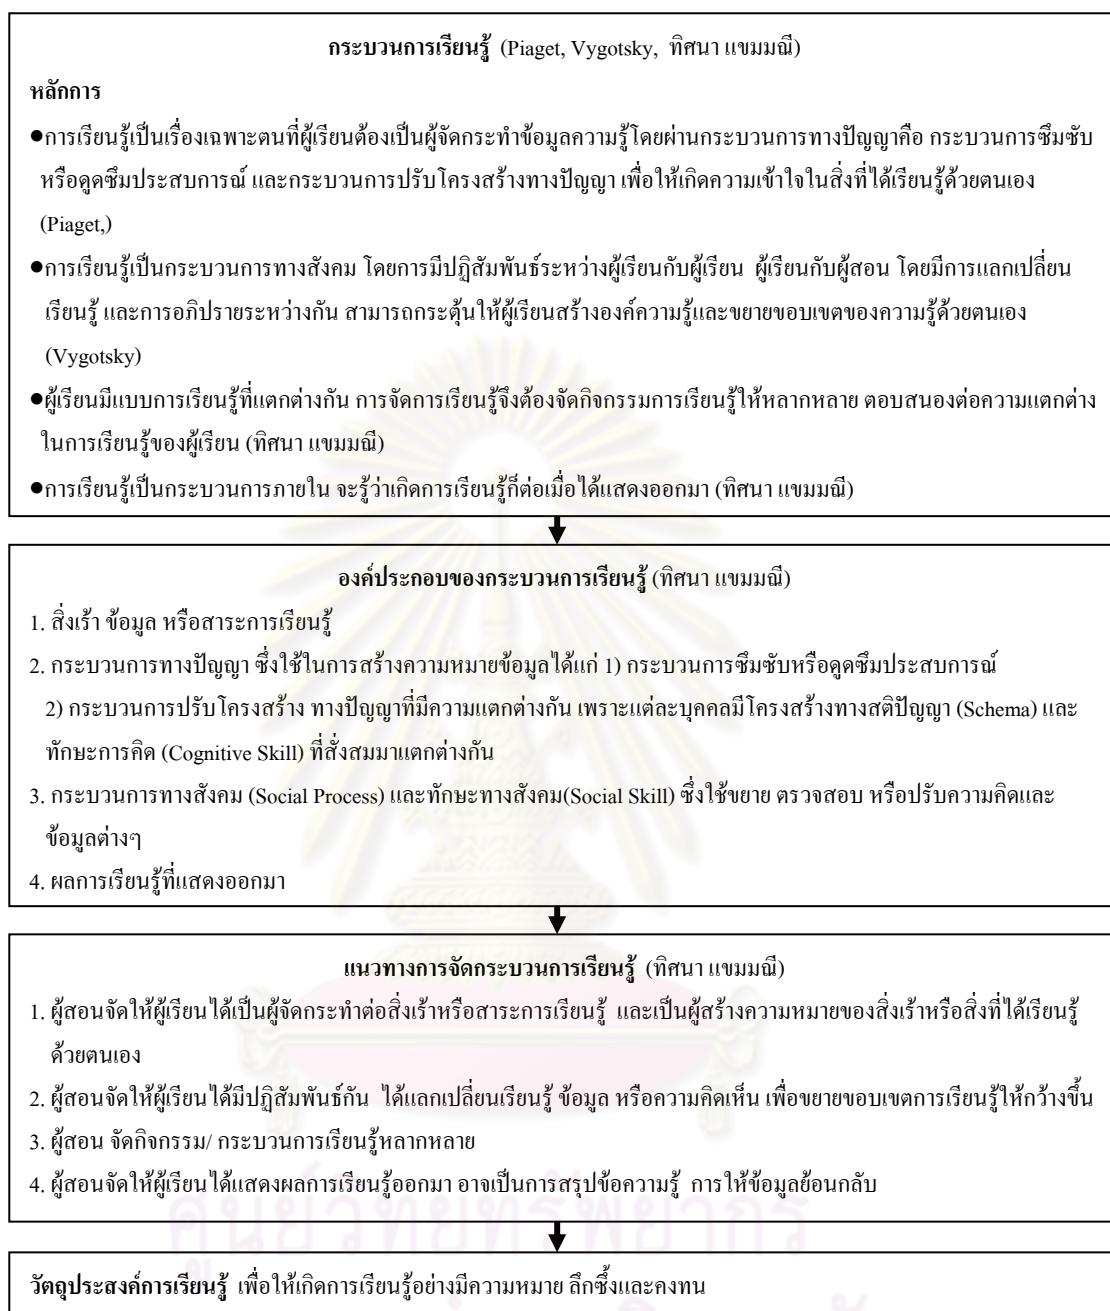 กระบวนการเรียนรู้ (Piaget, Vygotsky, ทิศนา แขมมณี)
หลักการ
●การเรียนรู้เป็นเรื่องเฉพาะตนที่ผู้เรียนต้องเป็นผู้จัดกระทำข้อมูลความรู้โดยผ่านกระบวนการทางปัญญาคือ กระบวนการซึมซับ
หรือดูดซึมประสบการณ์ และกระบวนการปรับโครงสร้างทางปัญญา เพื่อให้เกิดความเข้าใจในสิ่งที่ได้เรียนรู้ด้วยตนเอง
(Piaget,)
●การเรียนรู้เป็นกระบวนการทางสังคม โดยการมีปฏิสัมพันธ์ระหว่างผู้เรียนกับผู้เรียน ผู้เรียนกับผู้สอน โดยมีการแลกเปลี่ยน
เรียนรู้ และการอภิปรายระหว่างกัน สามารถกระตุ้นให้ผู้เรียนสร้างองค์ความรู้และขยายขอบเขตของความรู้ด้วยตนเอง
(Vygotsky)
●ผู้เรียนมีแบบการเรียนรู้ที่แตกต่างกัน การจัดการเรียนรู้จึงต้องจัดกิจกรรมการเรียนรู้ให้หลากหลาย ตอบสนองต่อความแตกต่าง
ในการเรียนรู้ของผู้เรียน (ทิศนา แขมมณี)
●การเรียนรู้เป็นกระบวนการภายใน จะรู้ว่าเกิดการเรียนรู้ก็ต่อเมื่อได้แสดงออกมา (ทิศนา แขมมณี)
องค์ประกอบของกระบวนการเรียนรู้ (ทิศนา แขมมณี)
1. สิ่งเร้า ข้อมูล หรือสาระการเรียนรู้
2. กระบวนการทางปัญญา ซึ่งใช้ในการสร้างความหมายข้อมูลได้แก่ 1) กระบวนการซึมซับหรือดูดซึมประสบการณ์
2) กระบวนการปรับโครงสร้าง ทางปัญญาที่มีความแตกต่างกัน เพราะแต่ละบุคคลมีโครงสร้างทางสติปัญญา (Schema) และ
ทักษะการคิด (Cognitive Skill) ที่สั่งสมมาแตกต่างกัน
3. กระบวนการทางสังคม (Social Process) และทักษะทางสังคม(Social Skill) ซึ่งใช้ขยาย ตรวจสอบ หรือปรับความคิดและ
ข้อมูลต่างๆ
4. ผลการเรียนรู้ที่แสดงออกมา
แนวทางการจัดกระบวนการเรียนรู้ (ทิศนา แขมมณี)
1. ผู้สอนจัดให้ผู้เรียนได้เป็นผู้จัดกระทำต่อสิ่งเร้าหรือสาระการเรียนรู้ และเป็นผู้สร้างความหมายของสิ่งเร้าหรือสิ่งที่ได้เรียนรู้
ด้วยตนเอง
2. ผู้สอนจัดให้ผู้เรียนได้มีปฏิสัมพันธ์กัน ได้แลกเปลี่ยนเรียนรู้ ข้อมูล หรือความคิดเห็น เพื่อขยายขอบเขตการเรียนรู้ให้กว้างขึ้น
3. ผู้สอน จัดกิจกรรม/ กระบวนการเรียนรู้หลากหลาย
4. ผู้สอนจัดให้ผู้เรียนได้แสดงผลการเรียนรู้ออกมา อาจเป็นการสรุปข้อความรู้ การให้ข้อมูลย้อนกลับ
ศูนย์วิทยทรัพยากร
วัตถุประสงค์การเรียนรู้ เพื่อให้เกิดการเรียนรู้อย่างมีความหมาย ลึกซึ้งและคงทน